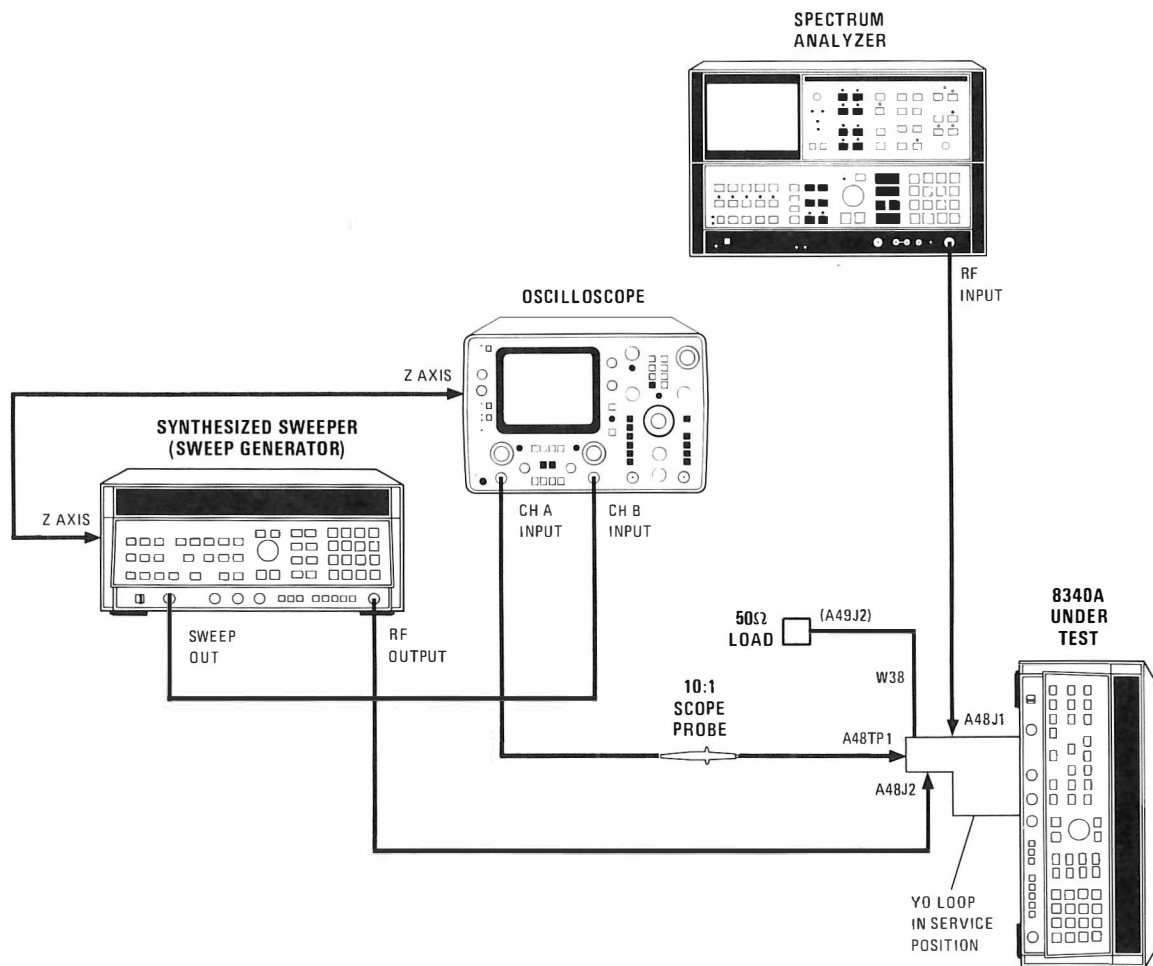 SPECTRUM
ANALYZER
RF
INPUT
OSCILLOSCOPE
Z AXIS
SYNTHESIZED SWEEPER
(SWEEP GENERATOR)
Z AXIS
CH A
INPUT
CH B
INPUT
SWEEP
OUT
RF
OUTPUT
50Ω
LOAD
(A49J2)
8340A
UNDER
TEST
W38
10:1
SCOPE
PROBE
A48TP1
A48J1
A48J2
YO LOOP
IN SERVICE
POSITION